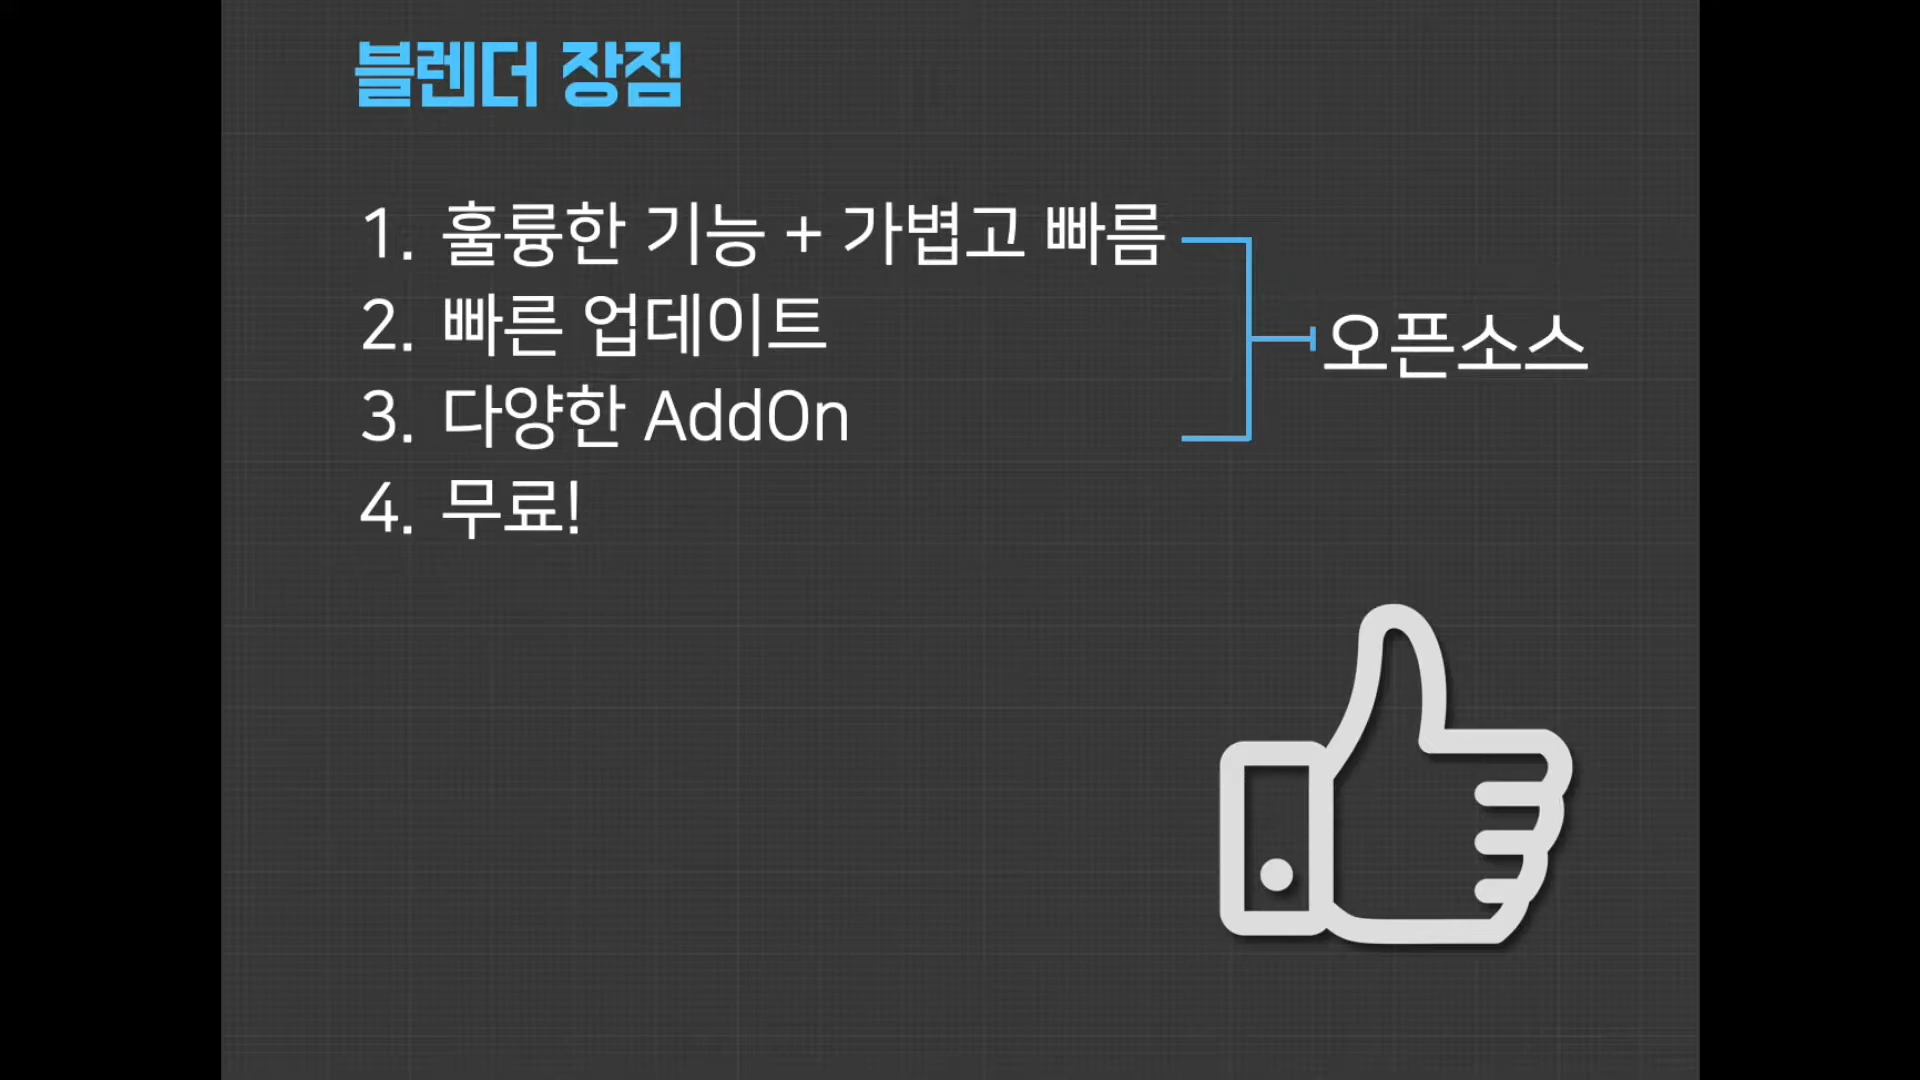 블렌더 장점
1. 훌륭한 기능 + 가볍고 빠름
2. 빠른 업데이트
3. 다양한 AddOn
4. 무료!
오픈소스